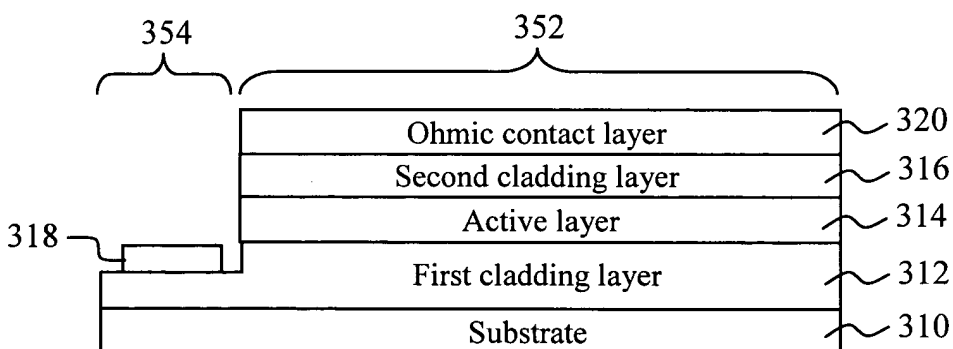 354 352
Ohmic contact layer 320
Second cladding layer 316
Active layer 314
318
First cladding layer 312
Substrate 310